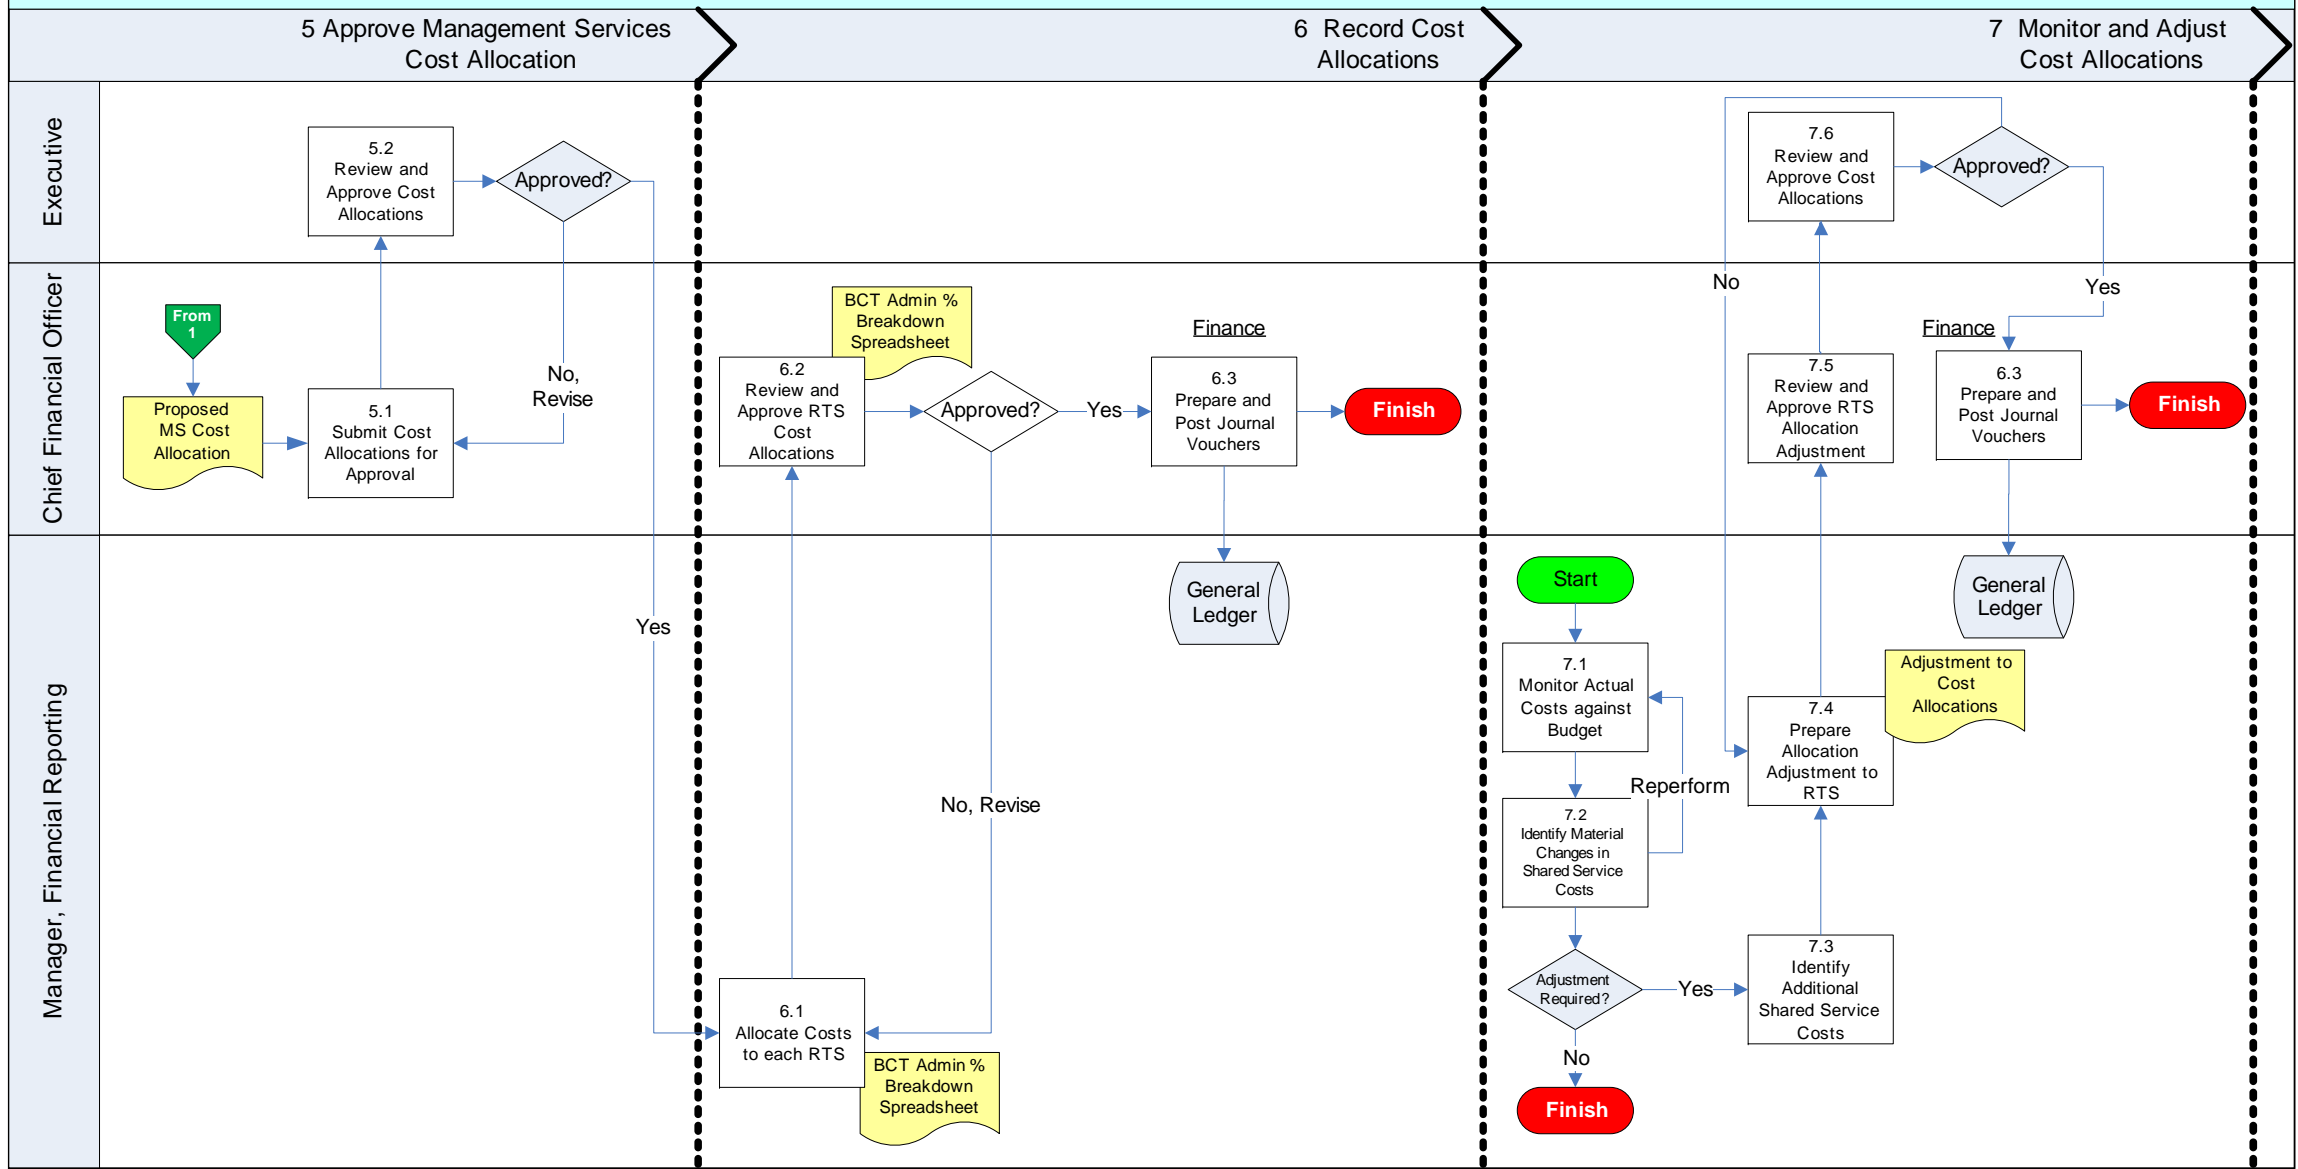 5 Approve Management Services
Cost Allocation
6 Record Cost
Allocations
7 Monitor and Adjust
Cost Allocations
Executive
5.2
Review and
Approve Cost
Allocations
Approved?
7.6
Review and
Approve Cost
Allocations
Approved?
Chief Financial Officer
From
1
Proposed
MS Cost
Allocation
5.1
Submit Cost
Allocations for
Approval
No,
Revise
BCT Admin %
Breakdown
Spreadsheet
6.2
Review and
Approve RTS
Cost
Allocations
Approved?
Yes
Finance
6.3
Prepare and
Post Journal
Vouchers
Finish
No
7.5
Review and
Approve RTS
Allocation
Adjustment
Yes
Finance
6.3
Prepare and
Post Journal
Vouchers
Finish
Manager, Financial Reporting
Yes
6.1
Allocate Costs
to each RTS
BCT Admin %
Breakdown
Spreadsheet
No, Revise
General
Ledger
Start
7.1
Monitor Actual
Costs against
Budget
Reperform
7.2
Identify Material
Changes in
Shared Service
Costs
Adjustment
Required?
Yes
No
Finish
7.3
Identify
Additional
Shared Service
Costs
7.4
Prepare
Allocation
Adjustment to
RTS
Adjustment to
Cost
Allocations
General
Ledger